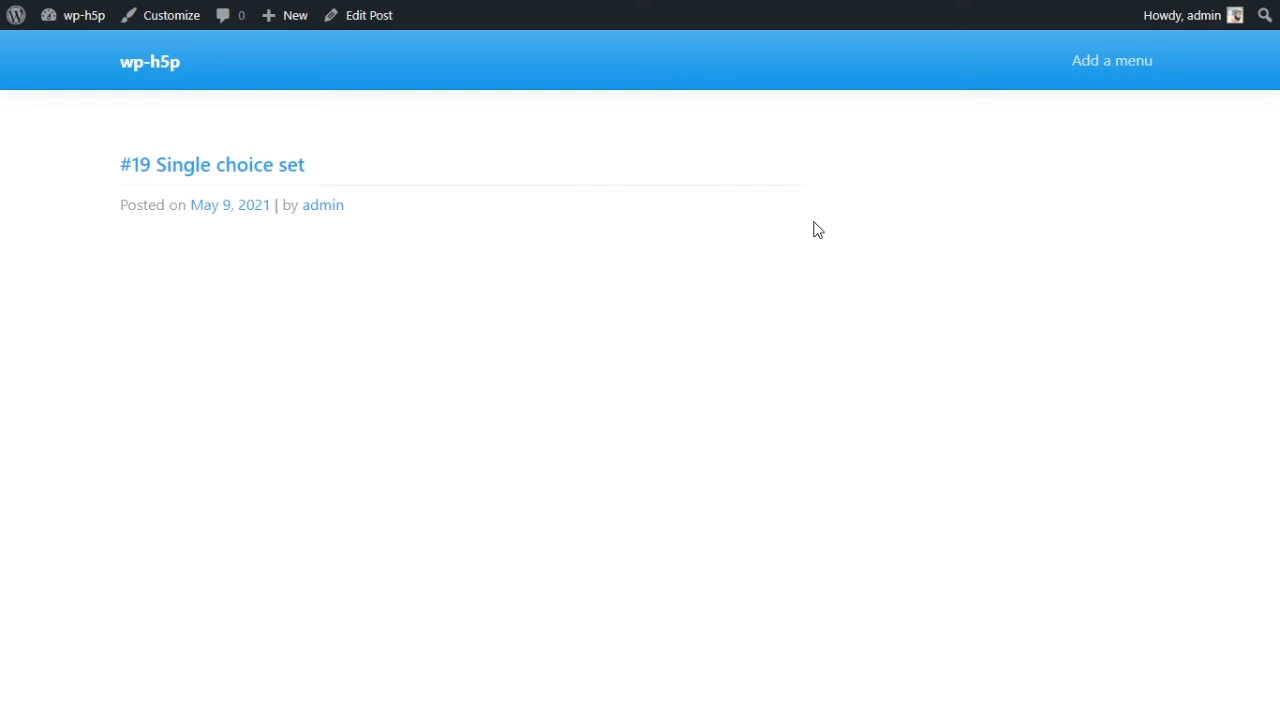 wp-h5p Customize 0 New Edit Post Howdy, admin
wp-h5p Add a menu
#19 Single choice set
Posted on May 9, 2021 | by admin